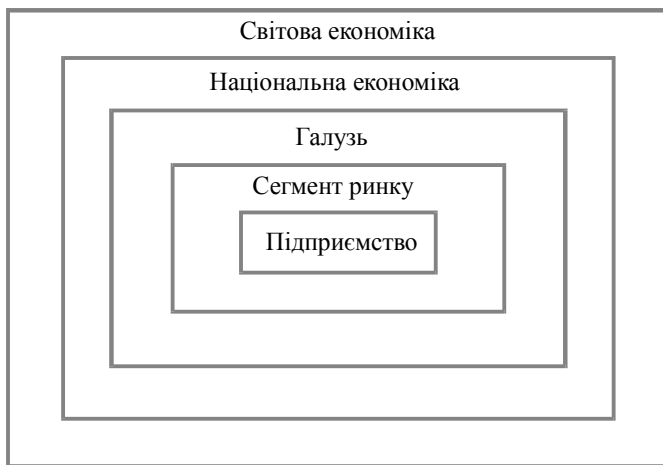 Світова економіка
Національна економіка
Галузь
Сегмент ринку
Підприємство